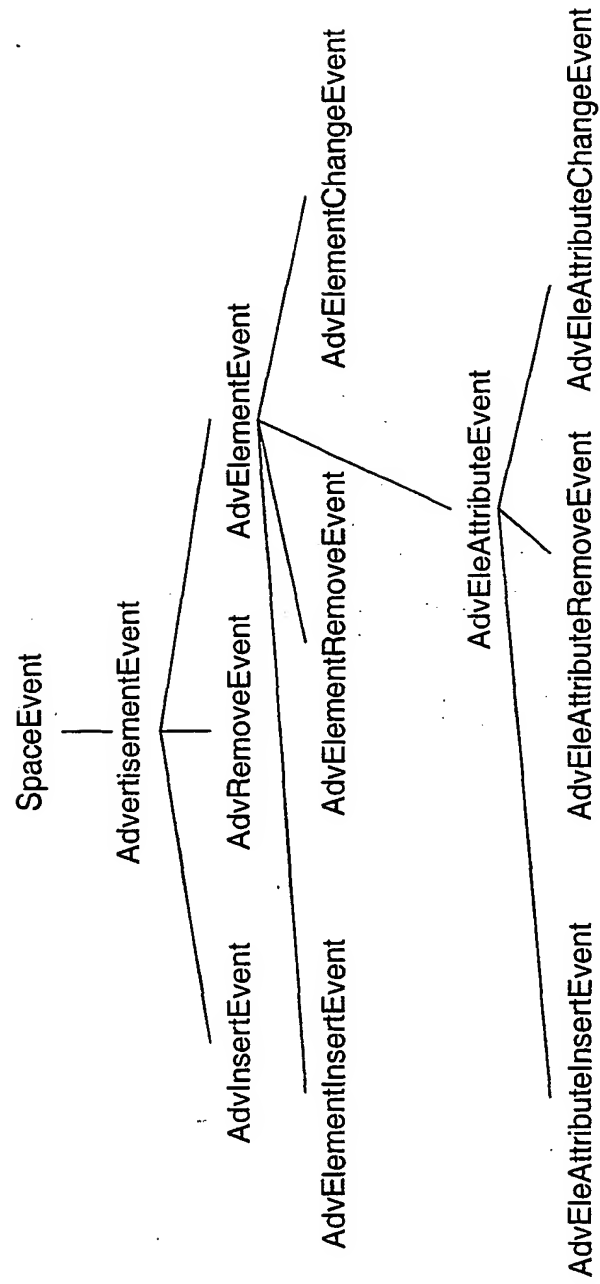 SpaceEvent
AdvertisementEvent
AdvInsertEvent
AdvRemoveEvent
AdvElementEvent
AdvElementInsertEvent
AdvElementRemoveEvent
AdvElementChangeEvent
AdvEleAttributeEvent
AdvEleAttributeInsertEvent
AdvEleAttributeRemoveEvent
AdvEleAttributeChangeEvent